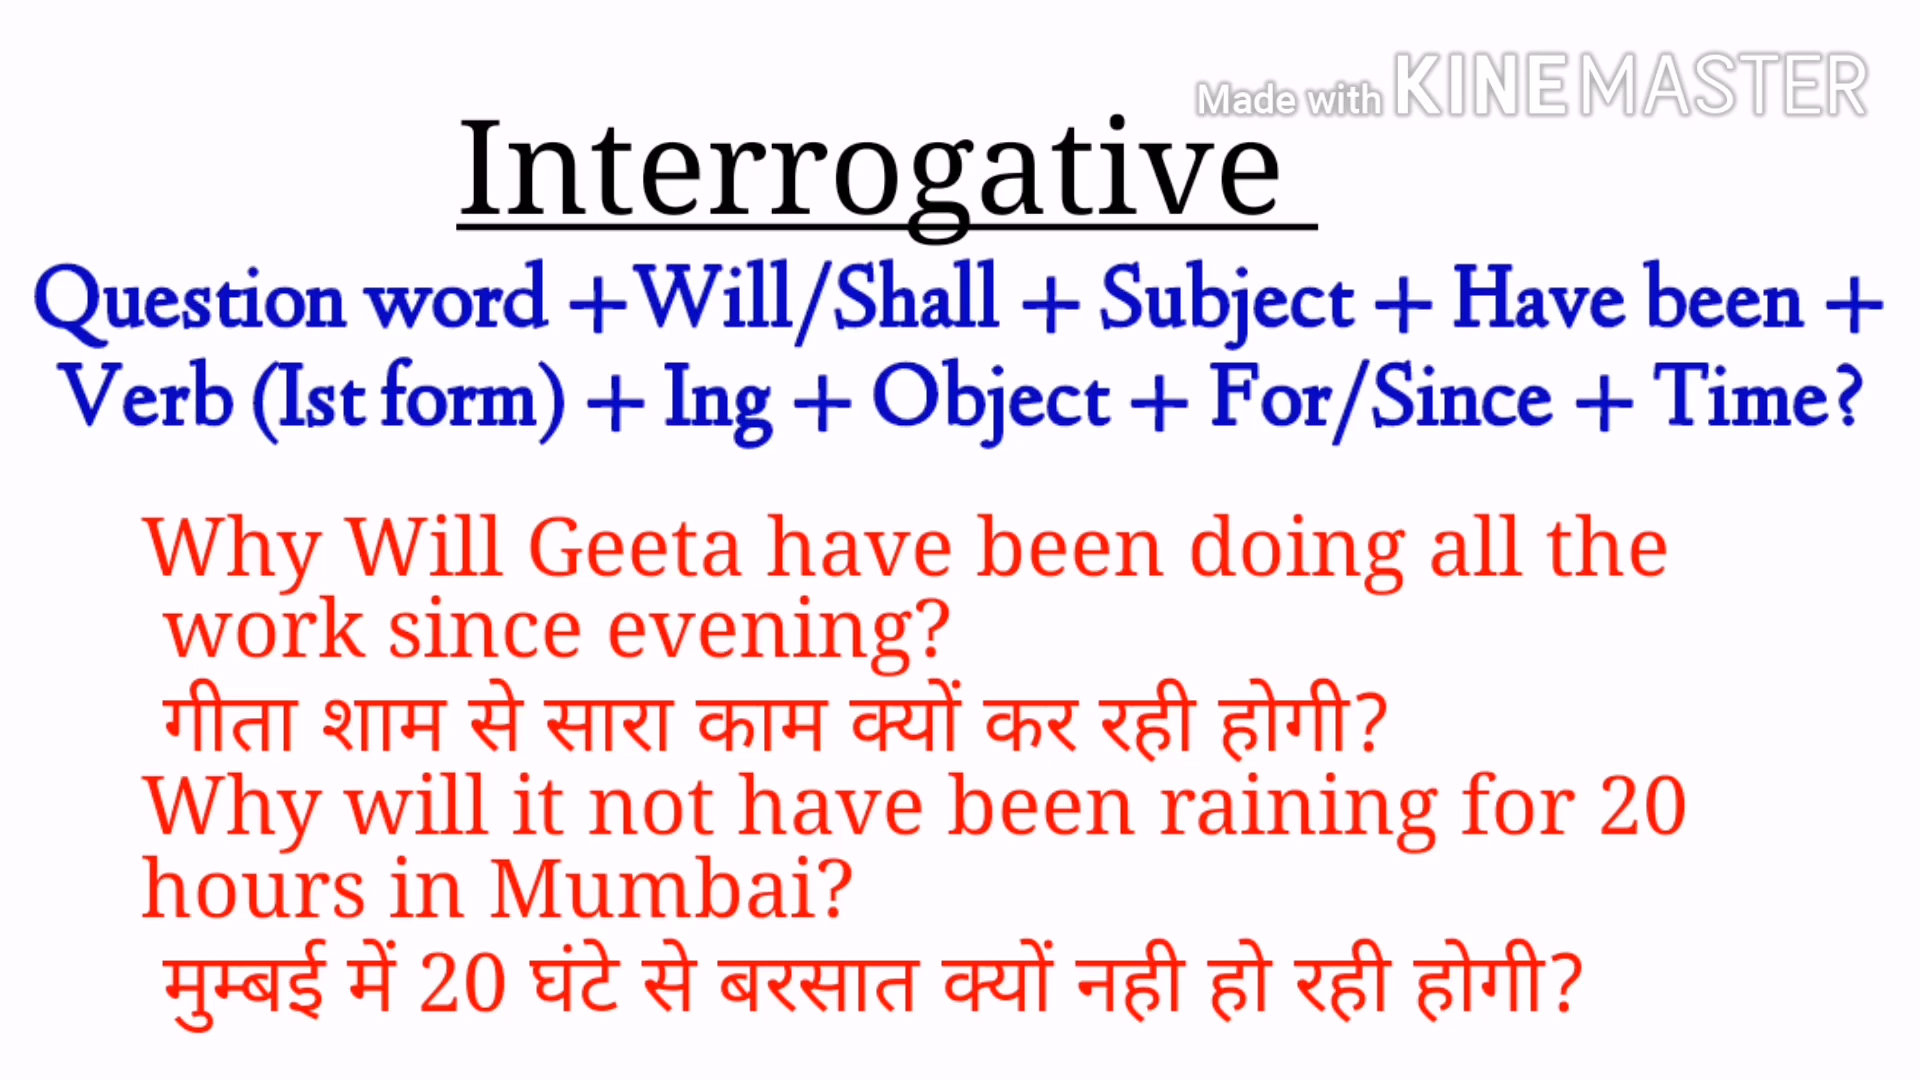 Made with KINEMASTER
Interrogative
Question word +Will/Shall + Subject + Have been +
Verb (Ist form) + Ing + Object + For/Since + Time?
Why Will Geeta have been doing all the
work since evening?
गीता शाम से सारा काम क्यों कर रही होगी?
Why will it not have been raining for 20
hours in Mumbai?
मुम्बई में 20 घंटे से बरसात क्यों नही हो रही होगी?